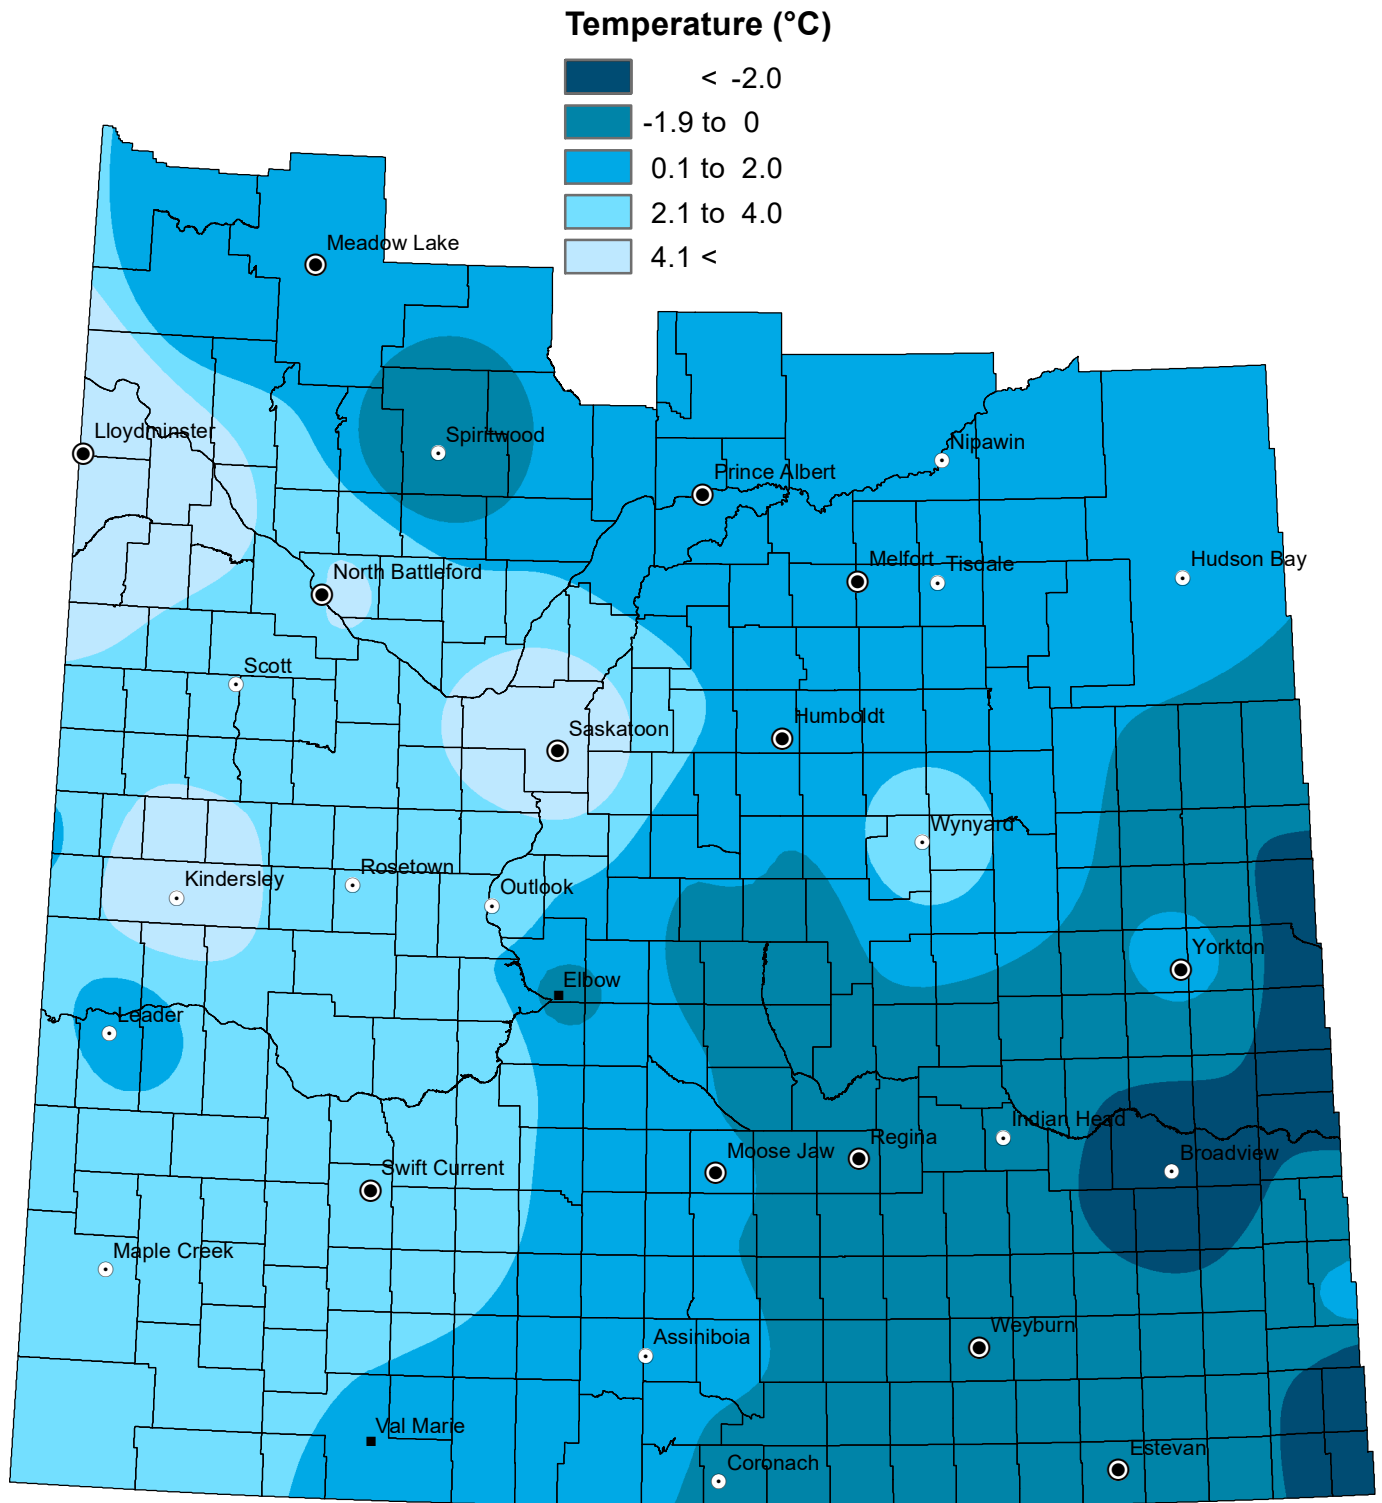 Temperature (°C)
< -2.0
-1.9 to 0
0.1 to 2.0
2.1 to 4.0
4.1 <
Meadow Lake
Lloydminster
Spiritwood
Nipawin
Prince Albert
Melfort
Tisdale
Hudson Bay
North Battleford
Scott
Humboldt
Saskatoon
Wynyard
Rosetown
Kindersley
Outlook
Yorkton
Elbow
Leader
Indian Head
Regina
Moose Jaw
Broadview
Swift Current
Maple Creek
Weyburn
Assiniboia
Val Marie
Estevan
Coronach